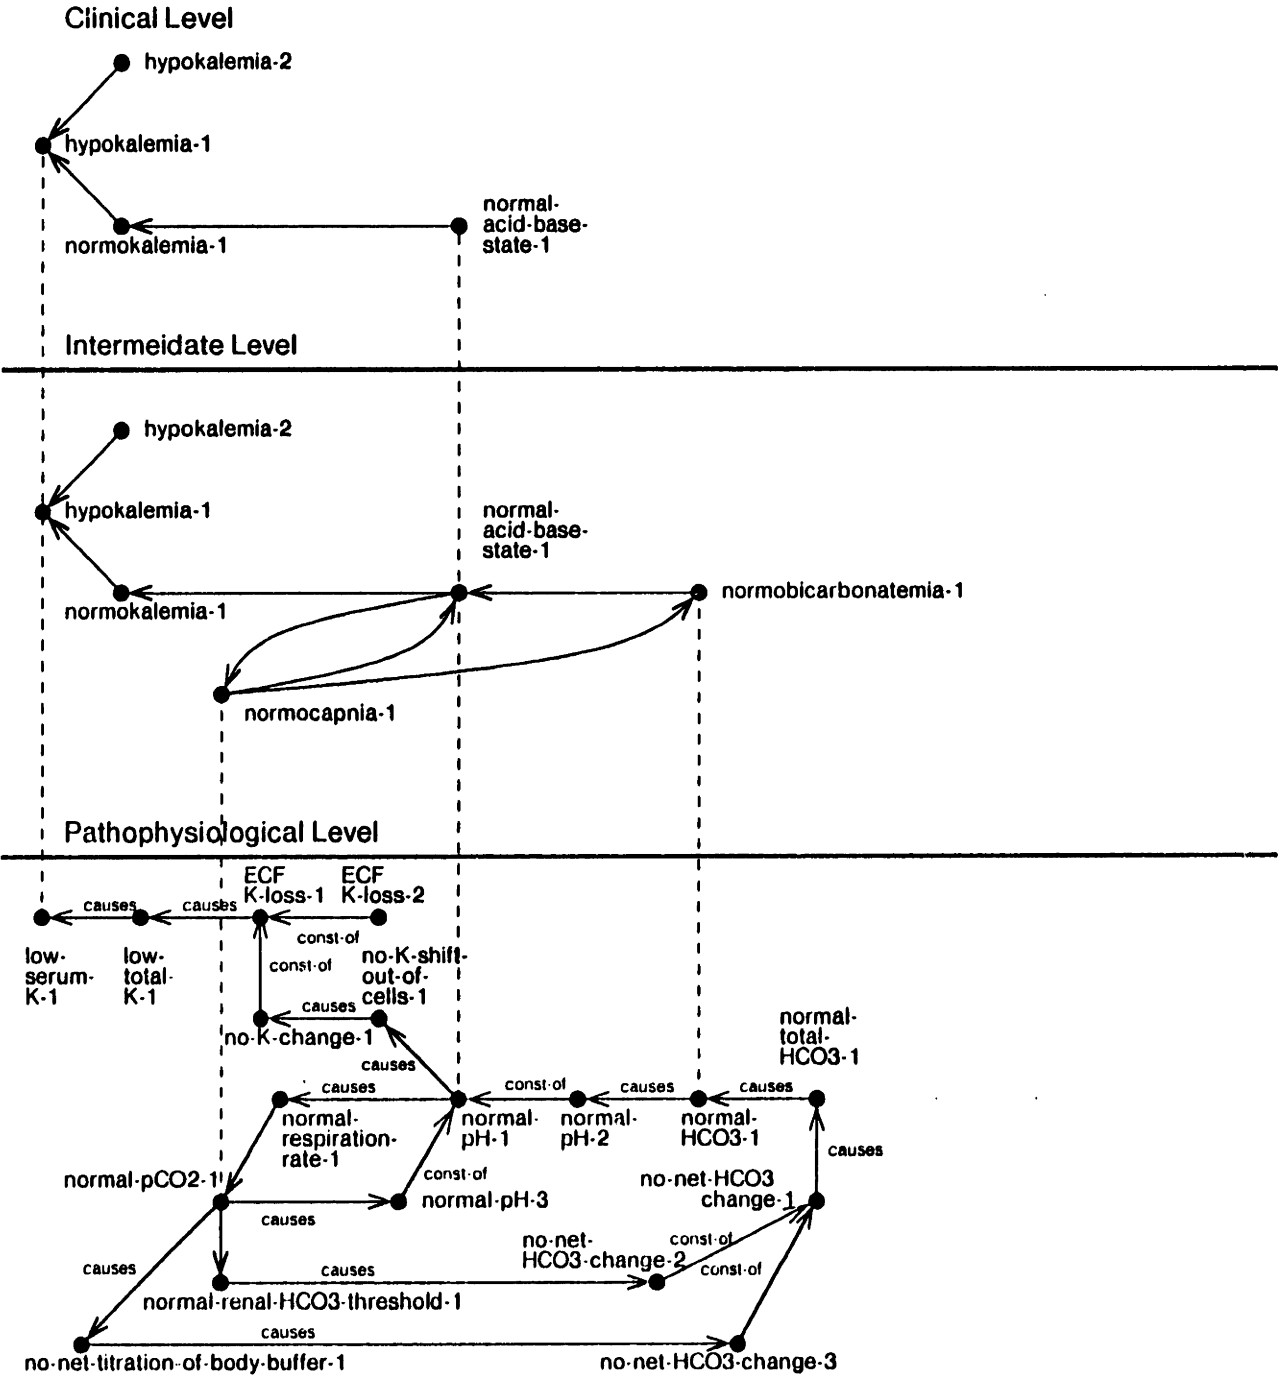 Clinical Level
hypokalemia-2
hypokalemia-1
normal-
acid-base-
state-1
normokalemia-1
Intermeidate Level
hypokalemia-2
hypokalemia-1
normal-
acid-base-
state-1
normobicarbonatemia-1
normokalemia-1
normocapnia-1
Pathophysiological Level
ECF
K-loss-1
ECF
K-loss-2
causes
causes
const-of
low-
serum-
K-1
low-
total-
K-1
const-of
no-K-shift-
out-of-
cells-1
causes
no-K-change-1
normal-
total-
HCO3-1
causes
causes
const-of
causes
causes
normal-
respiration-
rate-1
normal-
pH-1
normal-
pH-2
normal-
HCO3-1
causes
normal-pCO2-1
const-of
normal-pH-3
no-net-HCO3
change-1
causes
no-net-
HCO3-change-2
const-of
const-of
causes
causes
normal-renal-HCO3-threshold-1
causes
no-net-titration-of-body-buffer-1
no-net-HCO3-change-3